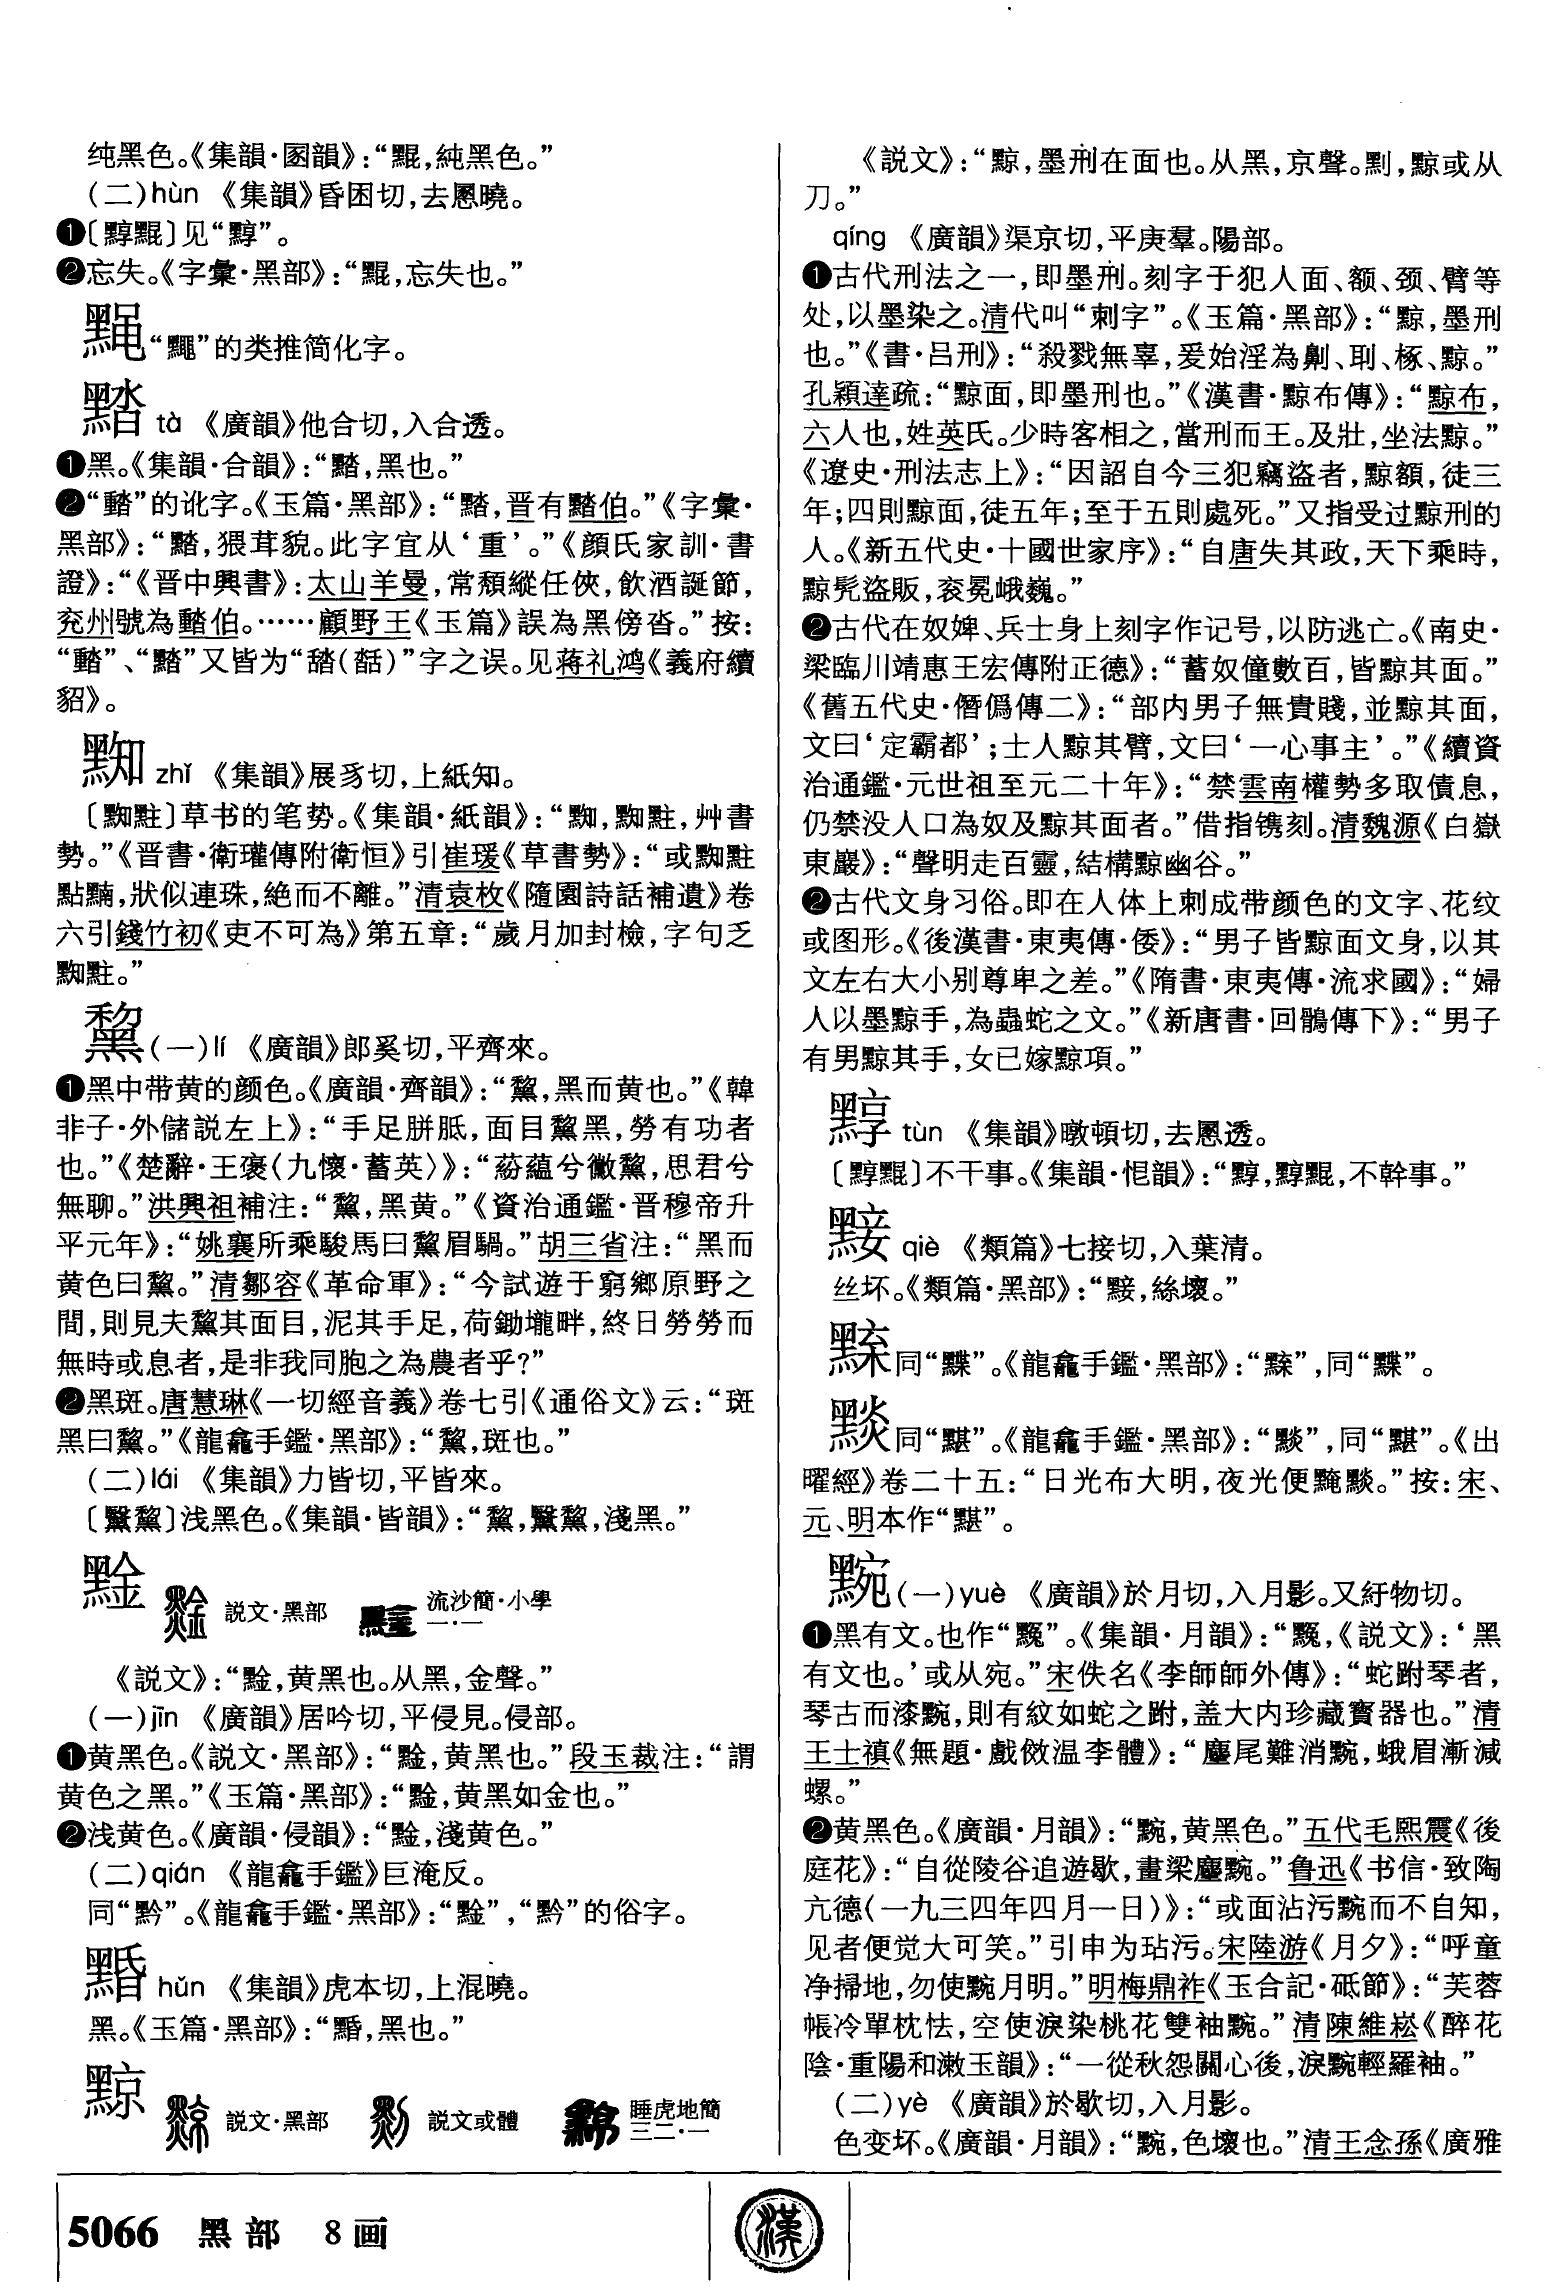 纯黑色。《集韻·圂韻》：“䵪，純黑色。”
(二)hùn 《集韻》昏困切，去慁曉。
❶〔黗䵪〕见“黗”。
❷忘失。《字彙·黑部》：“䵪，忘失也。”
“䵴”的类推简化字。
tà 《廣韻》他合切，入合透。
❶黑。《集韻·合韻》：“䵬，黑也。”
❷“𨤓”的讹字。《玉篇·黑部》：“䵬，晋有䵬伯。”《字彙·
黑部》：“䵬，猥茸貌。此字宜从‘重’。”《顔氏家訓·書
證》：“《晋中興書》：太山羊曼，常頽縱任俠，飲酒誕節，
兖州號為䵬伯。……顧野王《玉篇》誤為黑傍沓。”按：
见蒋礼鸿《義府續
貂》。
zhǐ 《集韻》展豸切，上紙知。
〔䵹黈〕草书的笔势。《集韻·紙韻》：“䵹，䵹黈，艸書
勢。”《晋書·衛瓘傳附衛恒》引崔瑗《草書勢》：“或䵹黈
點䵴，狀似連珠，絶而不離。”清袁枚《隨園詩話補遺》卷
六引錢竹初《吏不可為》第五章：“歲月加封檢，字句乏
䵹黈。”
黧(一)lí 《廣韻》郎奚切，平齊來。
❶黑中带黄的颜色。《廣韻·齊韻》：“黧，黑而黄也。”《韓
非子·外儲説左上》：“手足胼胝，面目黧黑，勞有功者
也。”《楚辭·王褒〈九懷·蓄英〉》：“蒶蘊兮黴黧，思君兮
無聊。”洪興祖補注：“黧，黑黄。”《資治通鑑·晋穆帝升
平元年》：“姚襄所乘駿馬曰黧眉騧。”胡三省注：“黑而
黄色曰黧。”清鄒容《革命軍》：“今試遊于窮鄉原野之
間，則見夫黧其面目，泥其手足，荷鋤壠畔，終日勞勞而
無時或息者，是非我同胞之為農者乎?”
❷黑斑。唐慧琳《一切經音義》卷七引《通俗文》云：“斑
黑曰黧。”《龍龕手鑑·黑部》：“黧，斑也。”
(二)lái 《集韻》力皆切，平皆來。
浅黑色。《集韻·皆韻》：淺黑。”
黅 説文·黑部 流沙簡·小學一·一
《説文》：“黅，黄黑也。从黑，金聲。”
(一)jīn 《廣韻》居吟切，平侵見。侵部。
❶黄黑色。《説文·黑部》：“黅，黄黑也。”段玉裁注：“謂
黄色之黑。”《玉篇·黑部》：“黅，黄黑如金也。”
❷浅黄色。《廣韻·侵韻》：“黅，淺黄色。”
(二)qián 《龍龕手鑑》巨淹反。
同“黔”。《龍龕手鑑·黑部》：“黅”，“黔”的俗字。
hǔn 《集韻》虎本切，上混曉。
黑。《玉篇·黑部》：黑也。”
黥 説文·黑部 説文或體 睡虎地簡三二·一
《説文》：“黥，墨刑在面也。从黑，京聲。剠，黥或从
刀。”
qíng 《廣韻》渠京切，平庚羣。陽部。
❶古代刑法之一，即墨刑。刻字于犯人面、额、颈、臂等
处，以墨染之。清代叫“刺字”。《玉篇·黑部》：“黥，墨刑
也。”《書·吕刑》：“殺戮無辜，爰始淫為劓、刵、椓、黥。”
孔穎達疏：“黥面，即墨刑也。”《漢書·黥布傳》：“黥布，
六人也，姓英氏。少時客相之，當刑而王。及壯，坐法黥。”
《遼史·刑法志上》：“因詔自今三犯竊盜者，黥額，徒三
年；四則黥面，徒五年；至于五則處死。”又指受过黥刑的
人。《新五代史·十國世家序》：“自唐失其政，天下乘時，
黥髡盜販，衮冕峨巍。”
❷古代在奴婢、兵士身上刻字作记号，以防逃亡。《南史·
梁臨川靖惠王宏傳附正德》：“蓄奴僮數百，皆黥其面。”
《舊五代史·僭僞傳二》：“部内男子無貴賤，並黥其面，
文曰‘定霸都’；士人黥其臂，文曰‘一心事主’。”《續資
治通鑑·元世祖至元二十年》：“禁雲南權勢多取債息，
仍禁没人口為奴及黥其面者。”借指镌刻。清魏源《白嶽
東巖》：“聲明走百靈，結構黥幽谷。”
❷古代文身习俗。即在人体上刺成带颜色的文字、花纹
或图形。《後漢書·東夷傳·倭》：“男子皆黥面文身，以其
文左右大小别尊卑之差。”《隋書·東夷傳·流求國》：“婦
人以墨黥手，為蟲蛇之文。”《新唐書·回鶻傳下》：“男子
有男黥其手，女已嫁黥項。”
tùn 《集韻》暾頓切，去慁透。
不干事。《集韻·恨韻》：不幹事。”
qiè 《類篇》七接切，入葉清。
丝坏。《類篇·黑部》：絲壞。”
同《龍龕手鑑·黑部》：同
同“黮”。《龍龕手鑑·黑部》：“黵”，同“黮”。《出
曜經》卷二十五：“日光布大明，夜光便黤按：宋、
元、明本作“黮”。
黦(一)yuè 《廣韻》於月切，入月影。又紆物切。
❶黑有文。也作《集韻·月韻》：《説文》：‘黑
有文也。’或从宛。”宋佚名《李師師外傳》：“蛇跗琴者，
琴古而漆黦，則有紋如蛇之跗，盖大内珍藏寳器也。”清
王士禛《無題·戲傚温李體》：“麈尾難消黦，蛾眉漸減
螺。”
❷黄黑色。《廣韻·月韻》：“黦，黄黑色。”五代毛熙震《後
庭花》：“自從陵谷追遊歇，畫梁塵黦。”鲁迅《书信·致陶
亢德(一九三四年四月一日)》：“或面沾污黦而不自知，
见者便觉大可笑。”引申为玷污。宋陸游《月夕》：“呼童
净掃地，勿使黦月明。”明梅鼎祚《玉合記·砥節》：“芙蓉
帳冷單枕怯，空使淚染桃花雙袖黦。”清陳維崧《醉花
陰·重陽和漱玉韻》：“一從秋怨關心後，淚黦輕羅袖。”
(二)yè 《廣韻》於歇切，入月影。
色变坏。《廣韻·月韻》：“黦，色壞也。”清王念孫《廣雅
5066 黑部 8画
漢